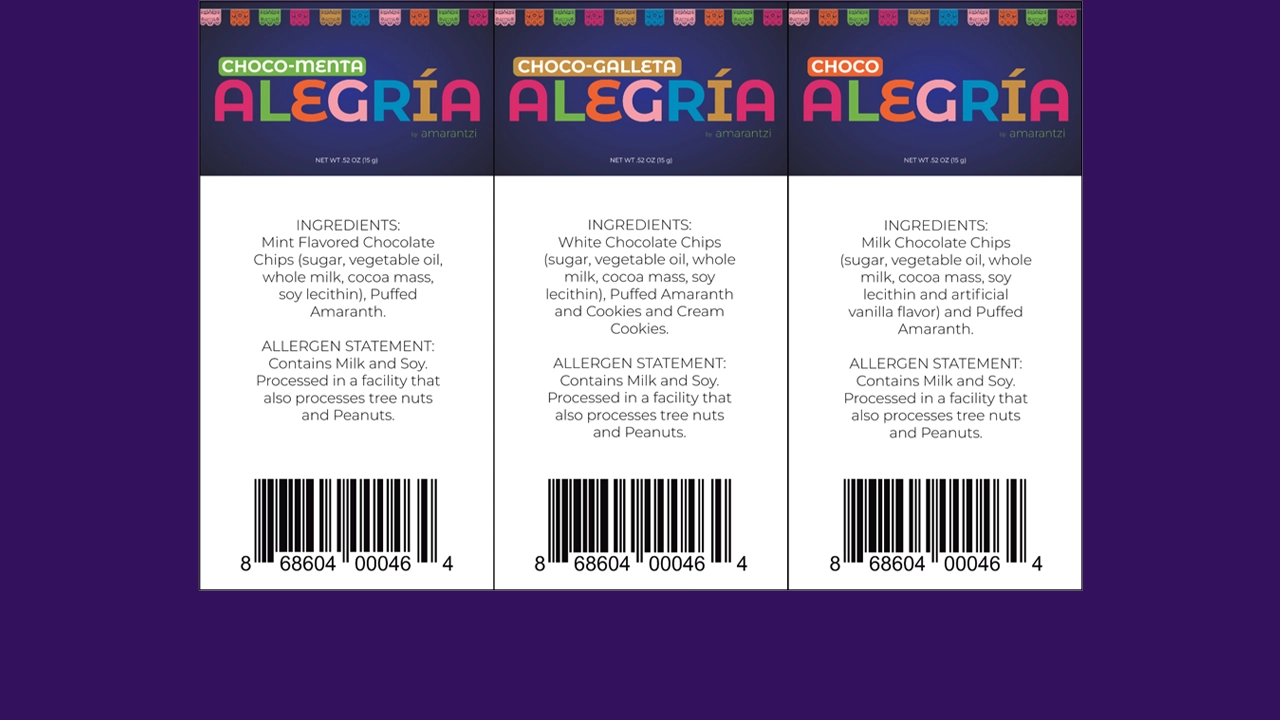 CHOCO-MENTA
ALEGRÍA
by amarantzi
NET WT .52 OZ (15 g)
INGREDIENTS:
Mint Flavored Chocolate
Chips (sugar, vegetable oil,
whole milk, cocoa mass,
soy lecithin), Puffed
Amaranth.
ALLERGEN STATEMENT:
Contains Milk and Soy.
Processed in a facility that
also processes tree nuts
and Peanuts.
8 68604 00046 4
CHOCO-GALLETA
ALEGRÍA
by amarantzi
NET WT .52 OZ (15 g)
INGREDIENTS:
White Chocolate Chips
(sugar, vegetable oil, whole
milk, cocoa mass, soy
lecithin), Puffed Amaranth
and Cookies and Cream
Cookies.
ALLERGEN STATEMENT:
Contains Milk and Soy.
Processed in a facility that
also processes tree nuts
and Peanuts.
8 68604 00046 4
CHOCO
ALEGRÍA
by amarantzi
NET WT .52 OZ (15 g)
INGREDIENTS:
Milk Chocolate Chips
(sugar, vegetable oil, whole
milk, cocoa mass, soy
lecithin and artificial
vanilla flavor) and Puffed
Amaranth.
ALLERGEN STATEMENT:
Contains Milk and Soy.
Processed in a facility that
also processes tree nuts
and Peanuts.
8 68604 00046 4